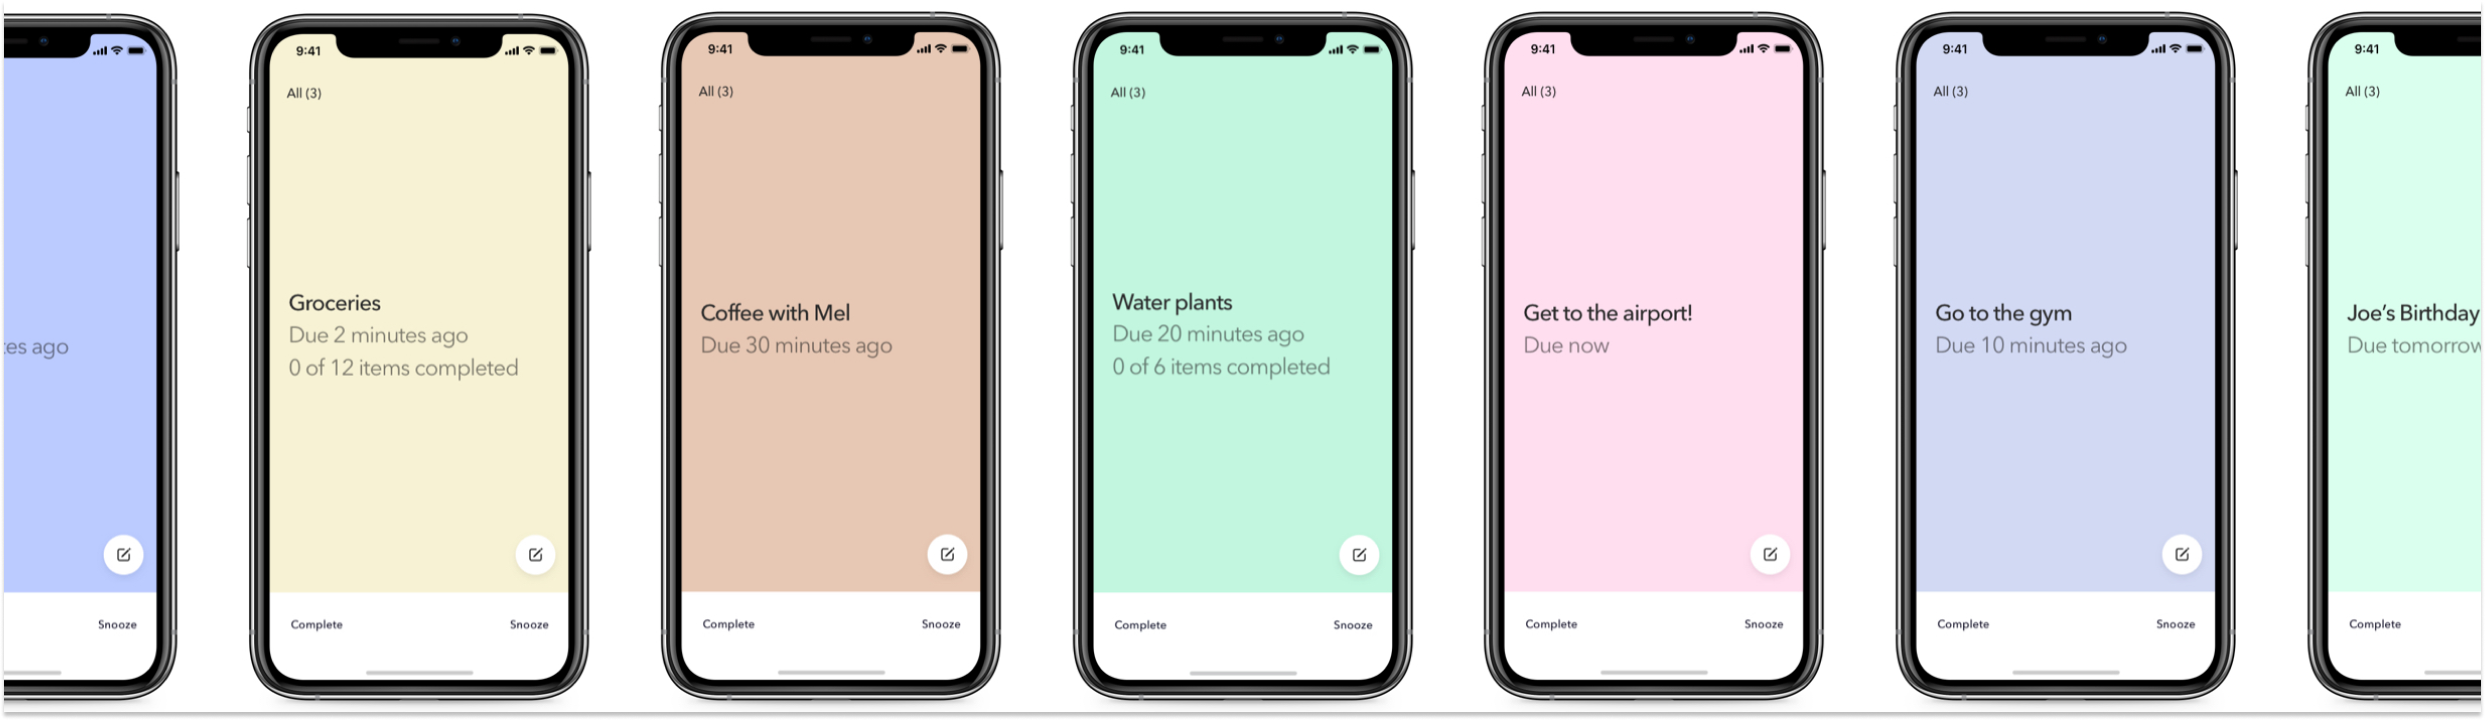 es ago
Snooze
9:41
All (3)
Groceries
Due 2 minutes ago
0 of 12 items completed
Complete
Snooze
9:41
All (3)
Coffee with Mel
Due 30 minutes ago
Complete
Snooze
9:41
All (3)
Water plants
Due 20 minutes ago
0 of 6 items completed
Complete
Snooze
9:41
All (3)
Get to the airport!
Due now
Complete
Snooze
9:41
All (3)
Go to the gym
Due 10 minutes ago
Complete
Snooze
9:41
All (3)
Joe’s Birthday
Due tomorrow
Complete